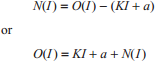 N(I) = O(I) − (KI + a)
or
O(I) = KI + a + N(I)